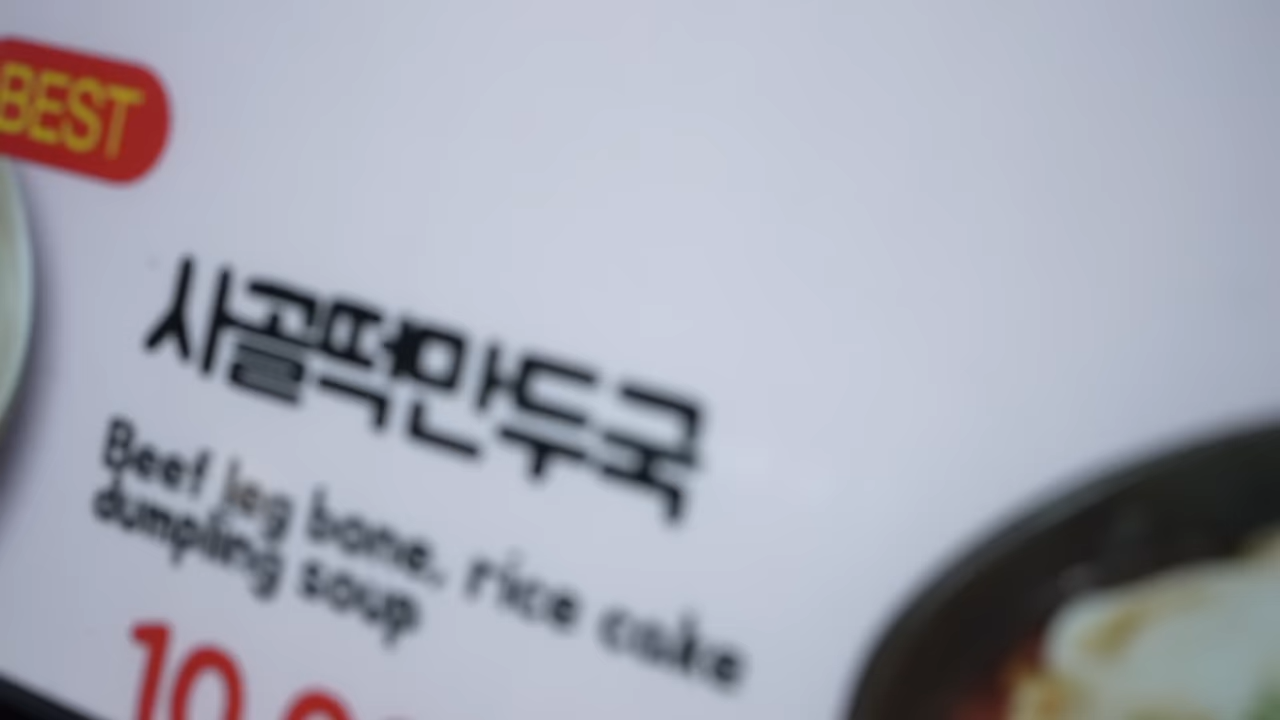 BEST
사골떡만두국
Beef leg bone, rice cake
dumpling soup